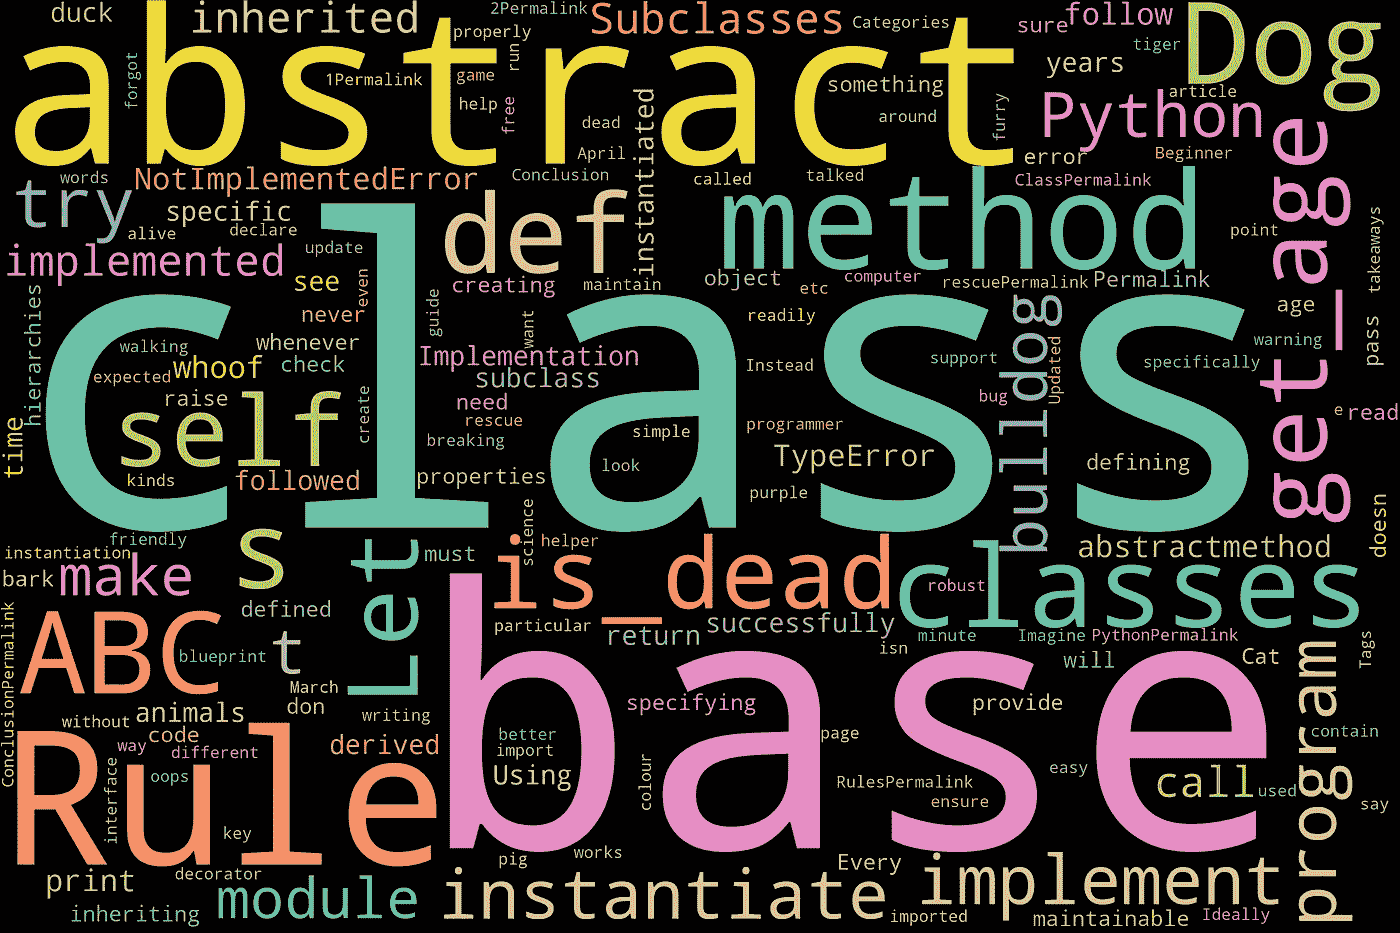 duck
inherited
2Permalink
Subclasses
Categories
sure
follow
Dog
properly
tiger
abstract
forgot
1Permalink
game
run
years
something
article
help
free
dead
instantiated
around
furry
Python
April
error
Beginner
get_age
words
NotImplementedError
Conclusion
called
talked
ClassPermalink
try
specific
def
method
alive
declare
update
point
takeaways
implemented
see
creating
maintain
object
etc
computer
rescuePermalink
Permalink
hierarchies
never
even
guide
want
readily
age
class
walking
whenever
whoof
check
Implementation
subclass
Instead
support
bulldog
Updated
specifically
warning
pass
expected
raise
create
need
rescue
breaking
simple
programmer
bug
e
read
time
self
kinds
followed
properties
look
TypeError
purple
defining
friendly
s
science
helper
instantiation
bark
make
Let
must
is_dead
classes
robust
abstractmethod
doesn
defined
particular
return
successfully
isn
minute
Imagine
PythonPermalink
ConclusionPermalink
ABC
blueprint
t
will
Cat
Tags
program
March
don
writing
specifying
provide
without
animals
code
way
different
derived
base
better
import
Using
page
contain
Rule
interface
oops
colour
RulesPermalink
ensure
easy
call
used
say
key
pig
works
Every
print
decorator
module
instantiate
implement
inheriting
imported
maintainable
Ideally